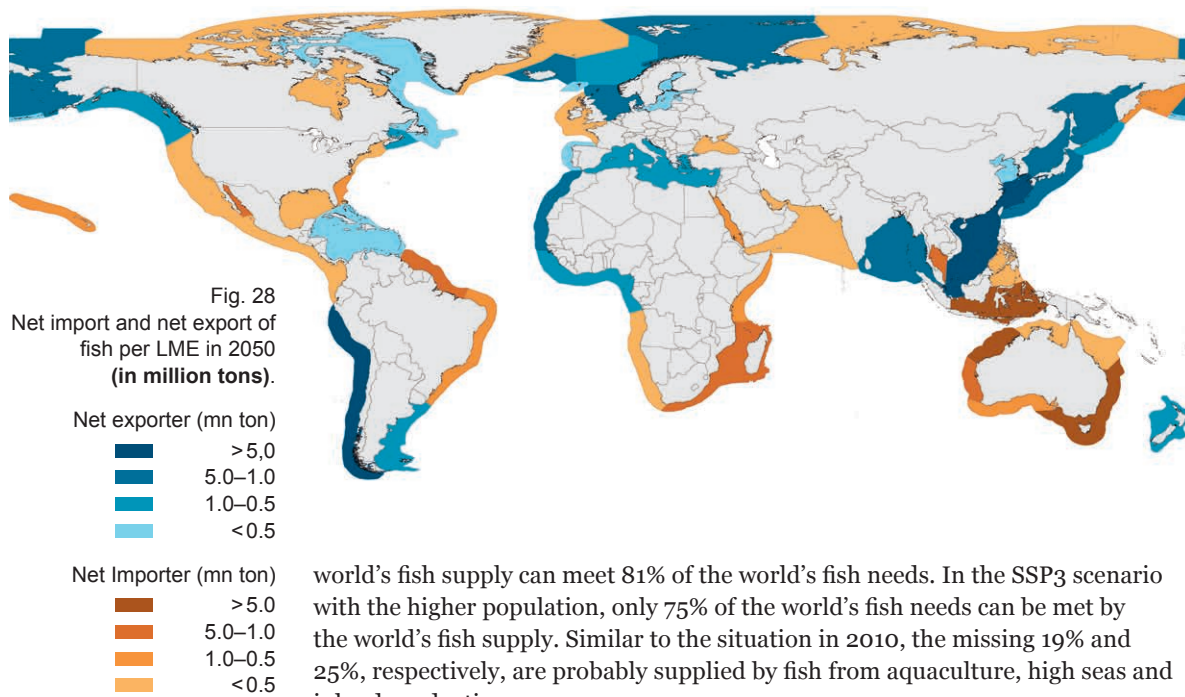 Fig. 28
Net import and net export of
fish per LME in 2050
(in million tons).
Net exporter (mn ton)
>5,0
5.0–1.0
1.0–0.5
<0.5
Net Importer (mn ton)
>5.0
5.0–1.0
1.0–0.5
<0.5
world's fish supply can meet 81% of the world's fish needs. In the SSP3 scenario
with the higher population, only 75% of the world's fish needs can be met by
the world's fish supply. Similar to the situation in 2010, the missing 19% and
25%, respectively, are probably supplied by fish from aquaculture, high seas and